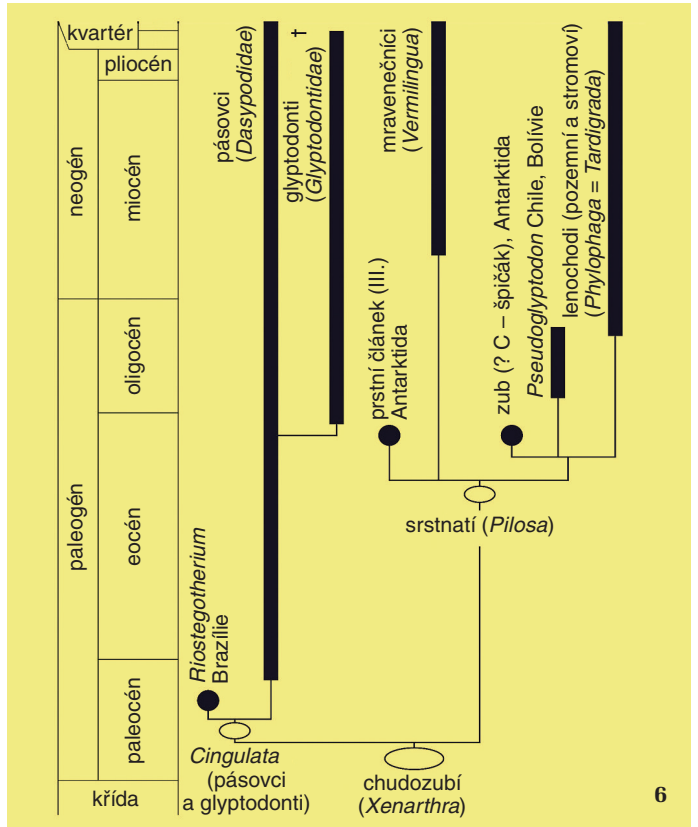 kvartér
pliocén
neogén
miocén
oligocén
paleogén
eocén
paleocén
křída
pásovci
(Dasypodidae)
†
glyptodonti
(Glyptodontidae)
mravenečníci
(Vermilingua)
prstní článek (III.)
Antarktida
zub (? C – špičák), Antarktida
Pseudoglyptodon Chile, Bolívie
lenochodi (pozemní a stromoví)
(Phylophaga = Tardigrada)
srstnatí (Pilosa)
Riostegotherium
Brazílie
Cingulata
(pásovci
a glyptodonti)
chudozubí
(Xenarthra)
6